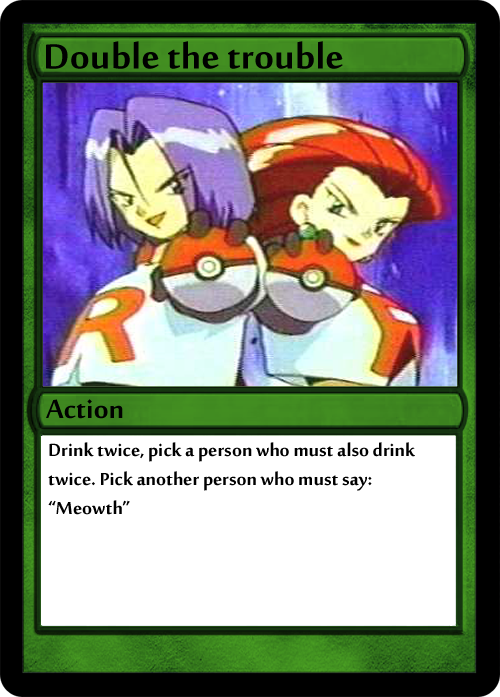 Double the trouble
R
Action
Drink twice, pick a person who must also drink
twice. Pick another person who must say:
“Meowth”